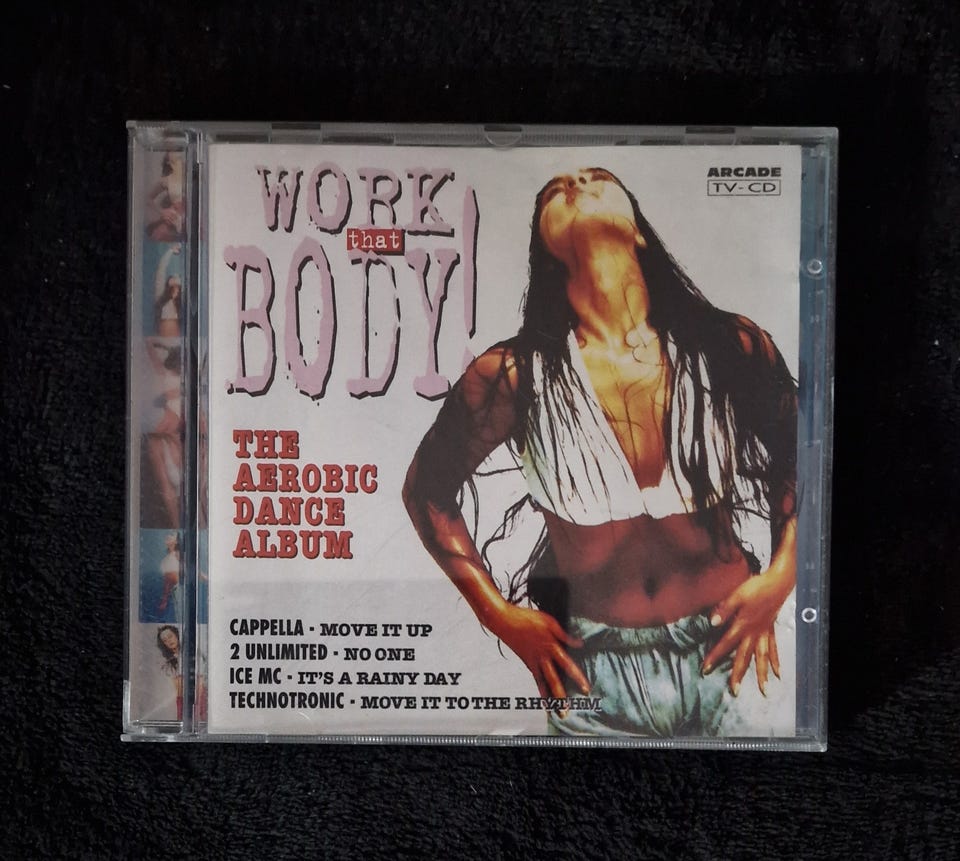 WORK
that
BODY!
ARCADE
TV-CD
THE
AEROBIC
DANCE
ALBUM
CAPPELLA - MOVE IT UP
2 UNLIMITED - NO ONE
ICE MC - IT'S A RAINY DAY
TECHNOTRONIC - MOVE IT TO THE RHYTHM